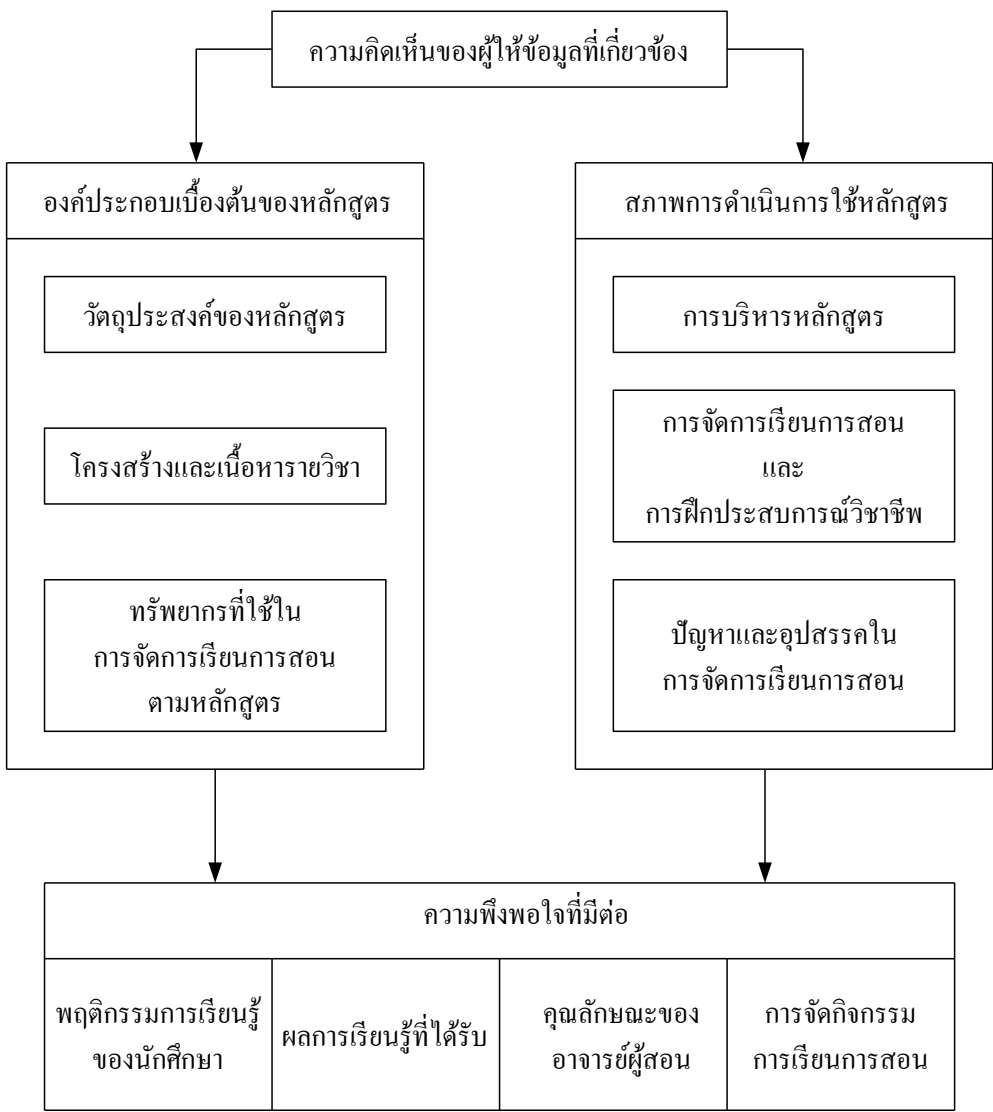 ความคิดเห็นของผู้ให้ข้อมูลที่เกี่ยวข้อง
องค์ประกอบเบื้องต้นของหลักสูตร
วัตถุประสงค์ของหลักสูตร
โครงสร้างและเนื้อหารายวิชา
ทรัพยากรที่ใช้ใน
การจัดการเรียนการสอน
ตามหลักสูตร
สภาพการดำเนินการใช้หลักสูตร
การบริหารหลักสูตร
การจัดการเรียนการสอน
และ
การฝึกประสบการณ์วิชาชีพ
ปัญหาและอุปสรรคใน
การจัดการเรียนการสอน
ความพึงพอใจที่มีต่อ
พฤติกรรมการเรียนรู้
ของนักศึกษา
ผลการเรียนรู้ที่ได้รับ
คุณลักษณะของ
อาจารย์ผู้สอน
การจัดกิจกรรม
การเรียนการสอน